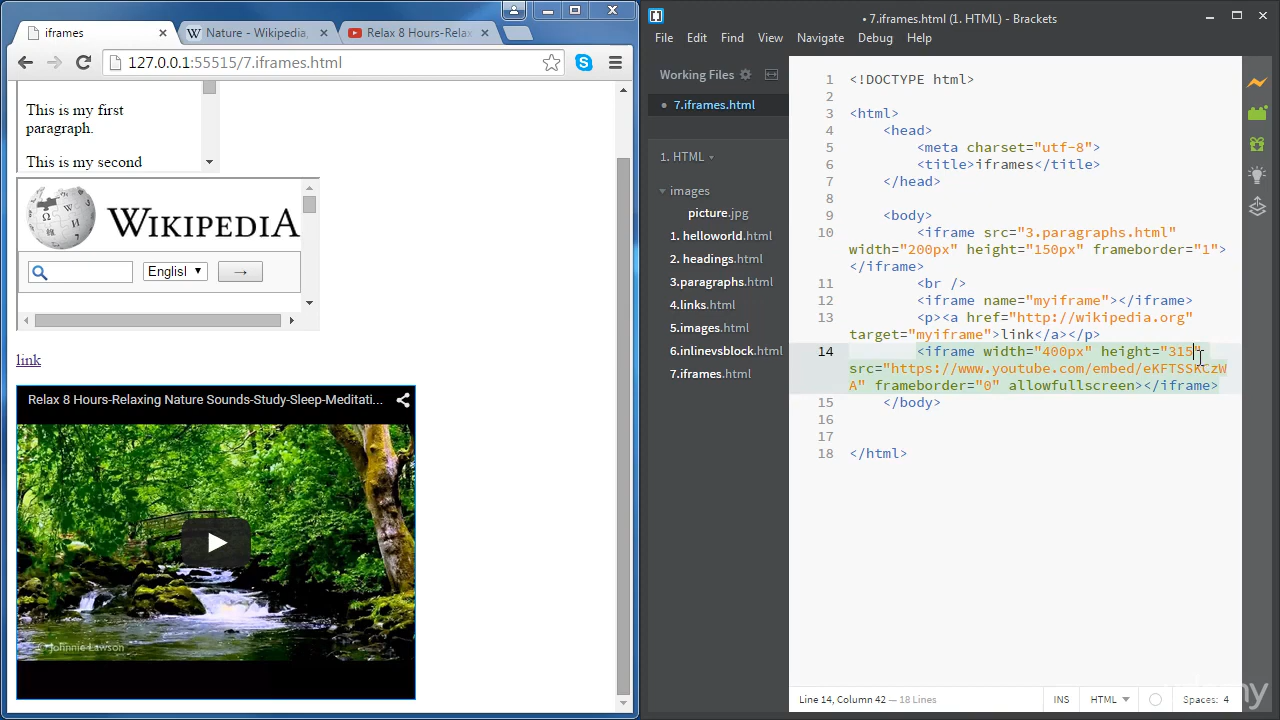 iframes
Nature - Wikipedia,
Relax 8 Hours-Relax
127.0.0.1:55515/7.iframes.html
This is my first
paragraph.
This is my second
WIKIPEDIA
English
→
link
Relax 8 Hours-Relaxing Nature Sounds-Study-Sleep-Meditati...
© Johnnie Lawson
• 7.iframes.html (1. HTML) - Brackets
File Edit Find View Navigate Debug Help
Working Files
7.iframes.html
1. HTML
images
picture.jpg
1. helloworld.html
2. headings.html
3.paragraphs.html
4.links.html
5.images.html
6.inlinevsblock.html
7.iframes.html
1 <!DOCTYPE html>
2
3 <html>
4 <head>
5 <meta charset="utf-8">
6 <title>iframes</title>
7 </head>
8
9 <body>
10 <iframe src="3.paragraphs.html"
width="200px" height="150px" frameborder="1">
</iframe>
11 <br />
12 <iframe name="myiframe"></iframe>
13 <p><a href="http://wikipedia.org"
target="myiframe">link</a></p>
14 <iframe width="400px" height="315"
src="https://www.youtube.com/embed/eKFTSSKCzW
A" frameborder="0" allowfullscreen></iframe>
15 </body>
16
17
18 </html>
Line 14, Column 42 — 18 Lines
INS
HTML
Spaces: 4